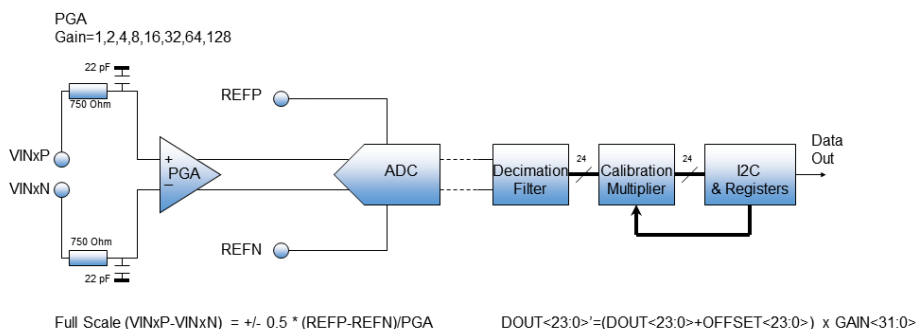 PGA
Gain=1,2,4,8,16,32,64,128
22 pF
750 Ohm
REFP
VINxP
VINxN
+
PGA
–
ADC
Decimation
Filter
24
Calibration
Multiplier
24
I2C
& Registers
Data
Out
750 Ohm
22 pF
REFN
Full Scale (VINxP-VINxN) = +/- 0.5 * (REFP-REFN)/PGA
DOUT<23:0>'=(DOUT<23:0>+OFFSET<23:0>) x GAIN<31:0>